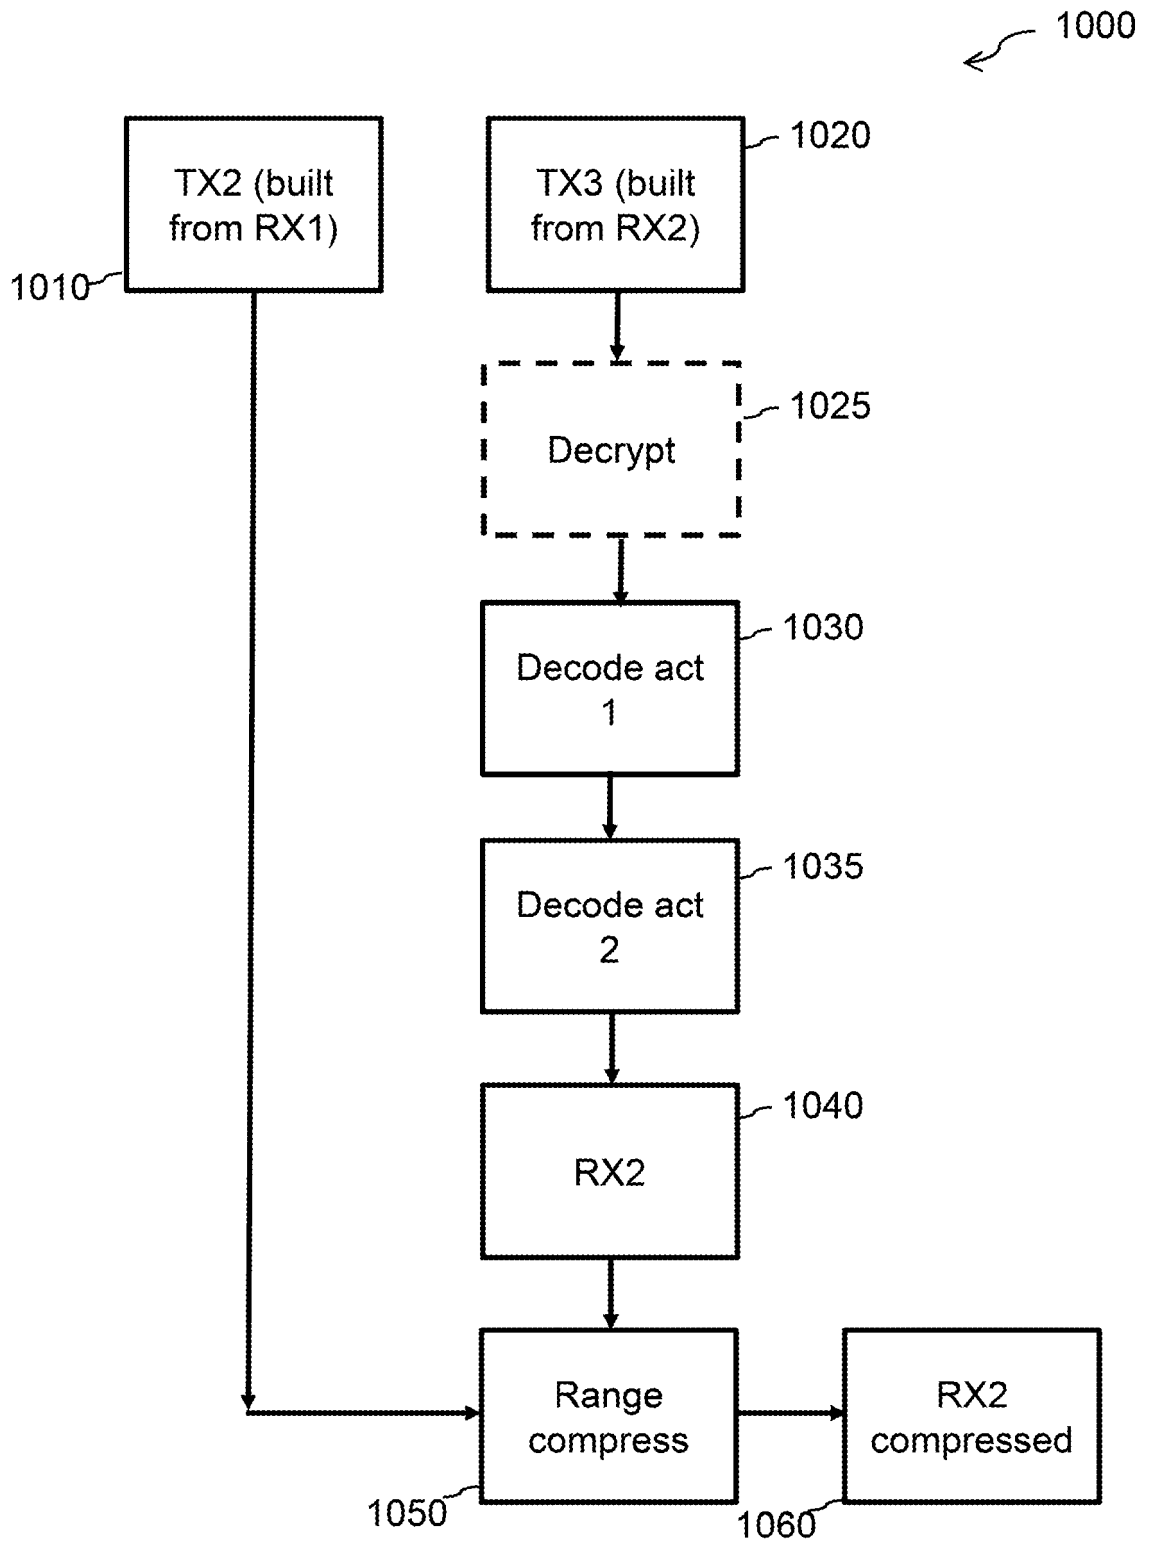 1000
TX2 (built
from RX1)
1010
TX3 (built
from RX2)
1020
Decrypt
1025
Decode act
1
1030
Decode act
2
1035
RX2
1040
Range
compress
1050
RX2
compressed
1060